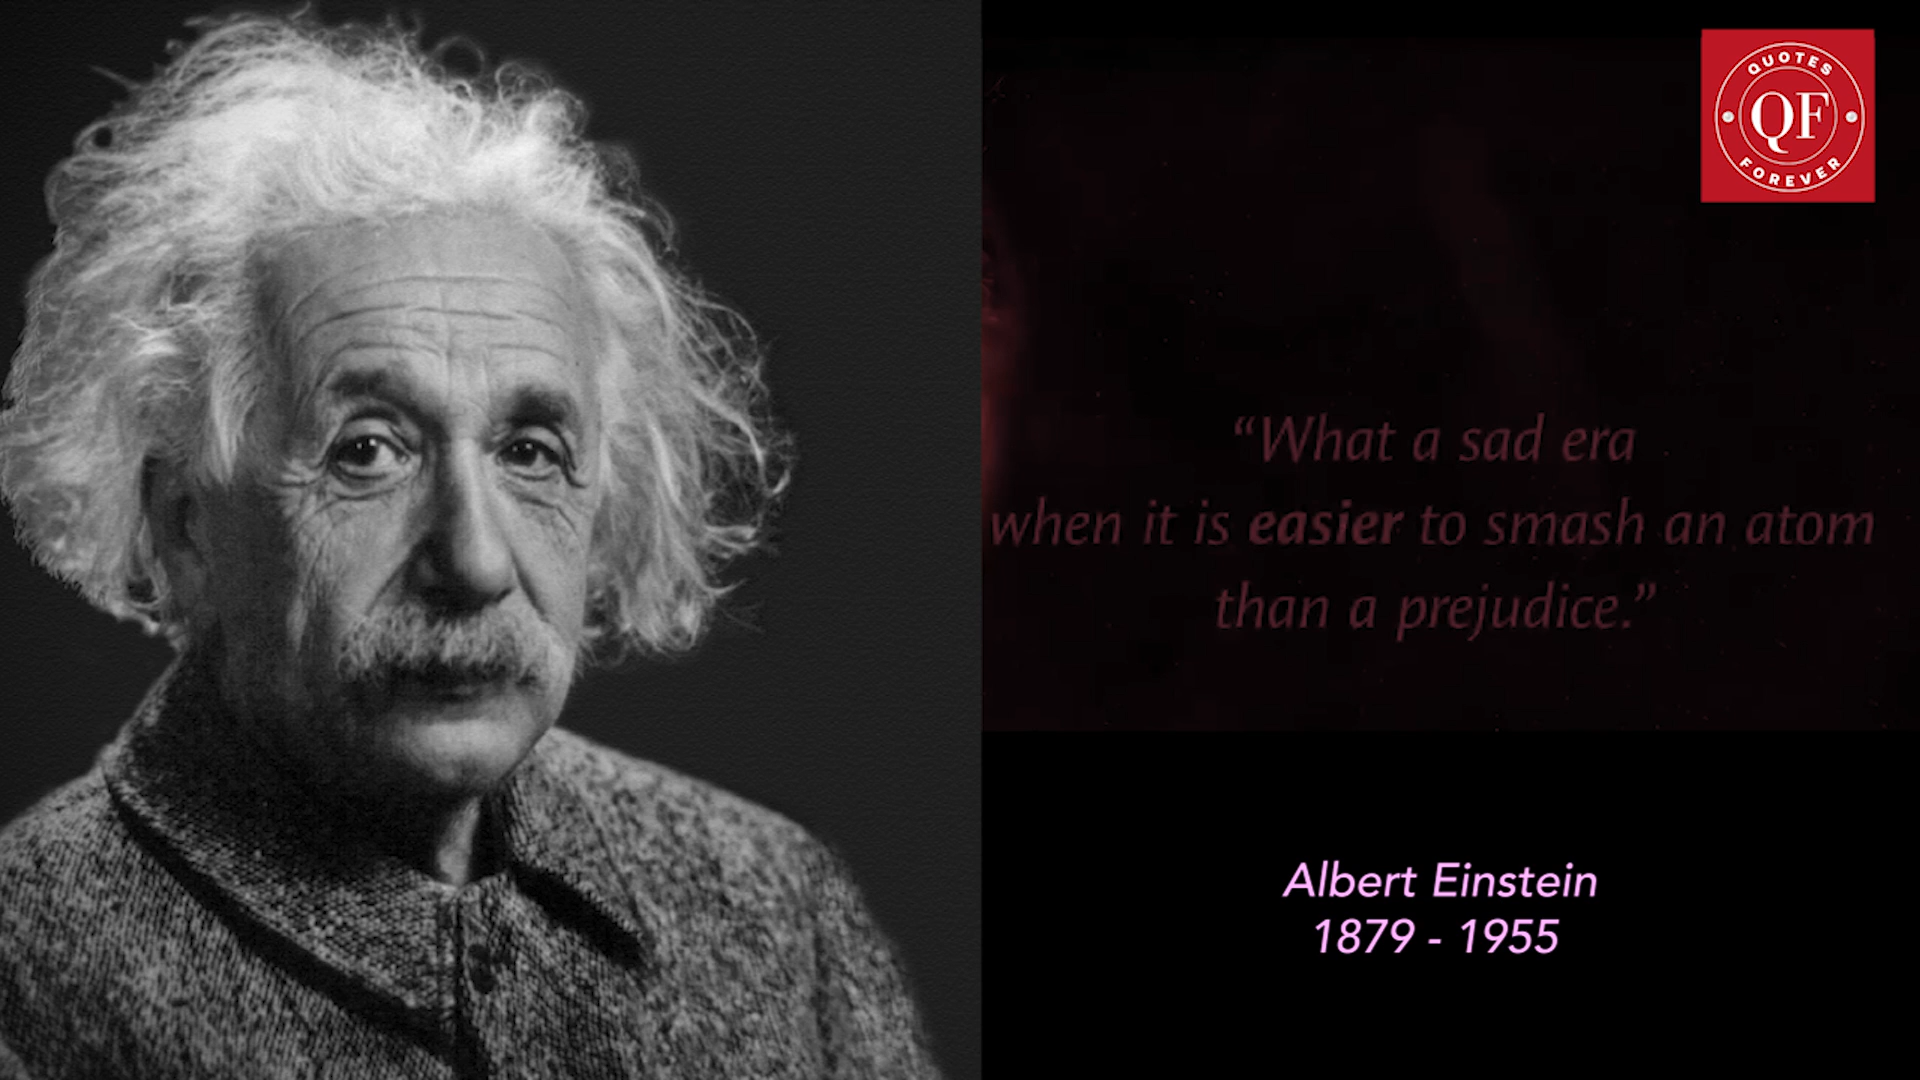 QUOTES
QF
FOREVER
“What a sad era
when it is easier to smash an atom
than a prejudice.”
Albert Einstein
1879 - 1955